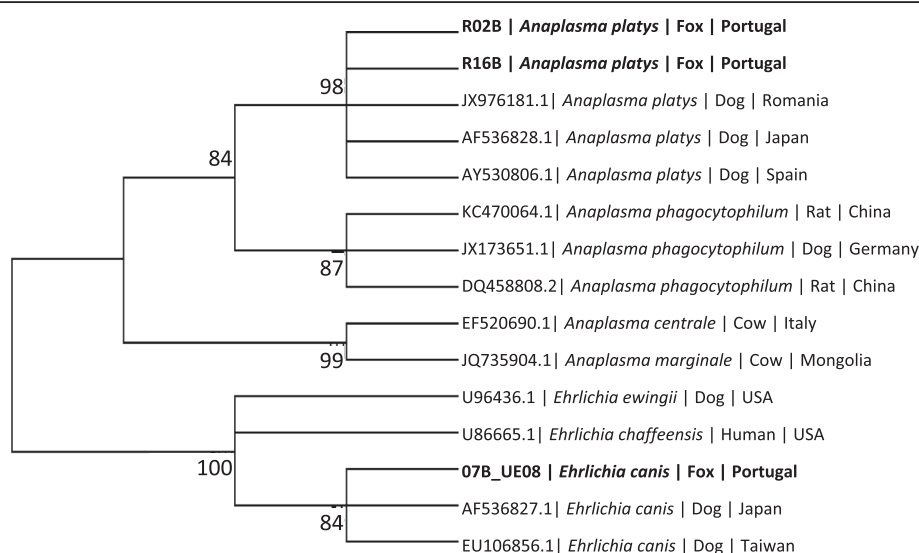 R02B | Anaplasma platys | Fox | Portugal
R16B | Anaplasma platys | Fox | Portugal
98
JX976181.1| Anaplasma platys | Dog | Romania
AF536828.1| Anaplasma platys | Dog | Japan
84
AY530806.1| Anaplasma platys | Dog | Spain
KC470064.1| Anaplasma phagocytophilum | Rat | China
JX173651.1| Anaplasma phagocytophilum | Dog | Germany
87
DQ458808.2| Anaplasma phagocytophilum | Rat | China
EF520690.1| Anaplasma centrale | Cow | Italy
99
JQ735904.1| Anaplasma marginale | Cow | Mongolia
U96436.1 | Ehrlichia ewingii | Dog | USA
U86665.1| Ehrlichia chaffeensis | Human | USA
100
07B_UE08 | Ehrlichia canis | Fox | Portugal
AF536827.1| Ehrlichia canis | Dog | Japan
84
EU106856.1| Ehrlichia canis | Dog | Taiwan